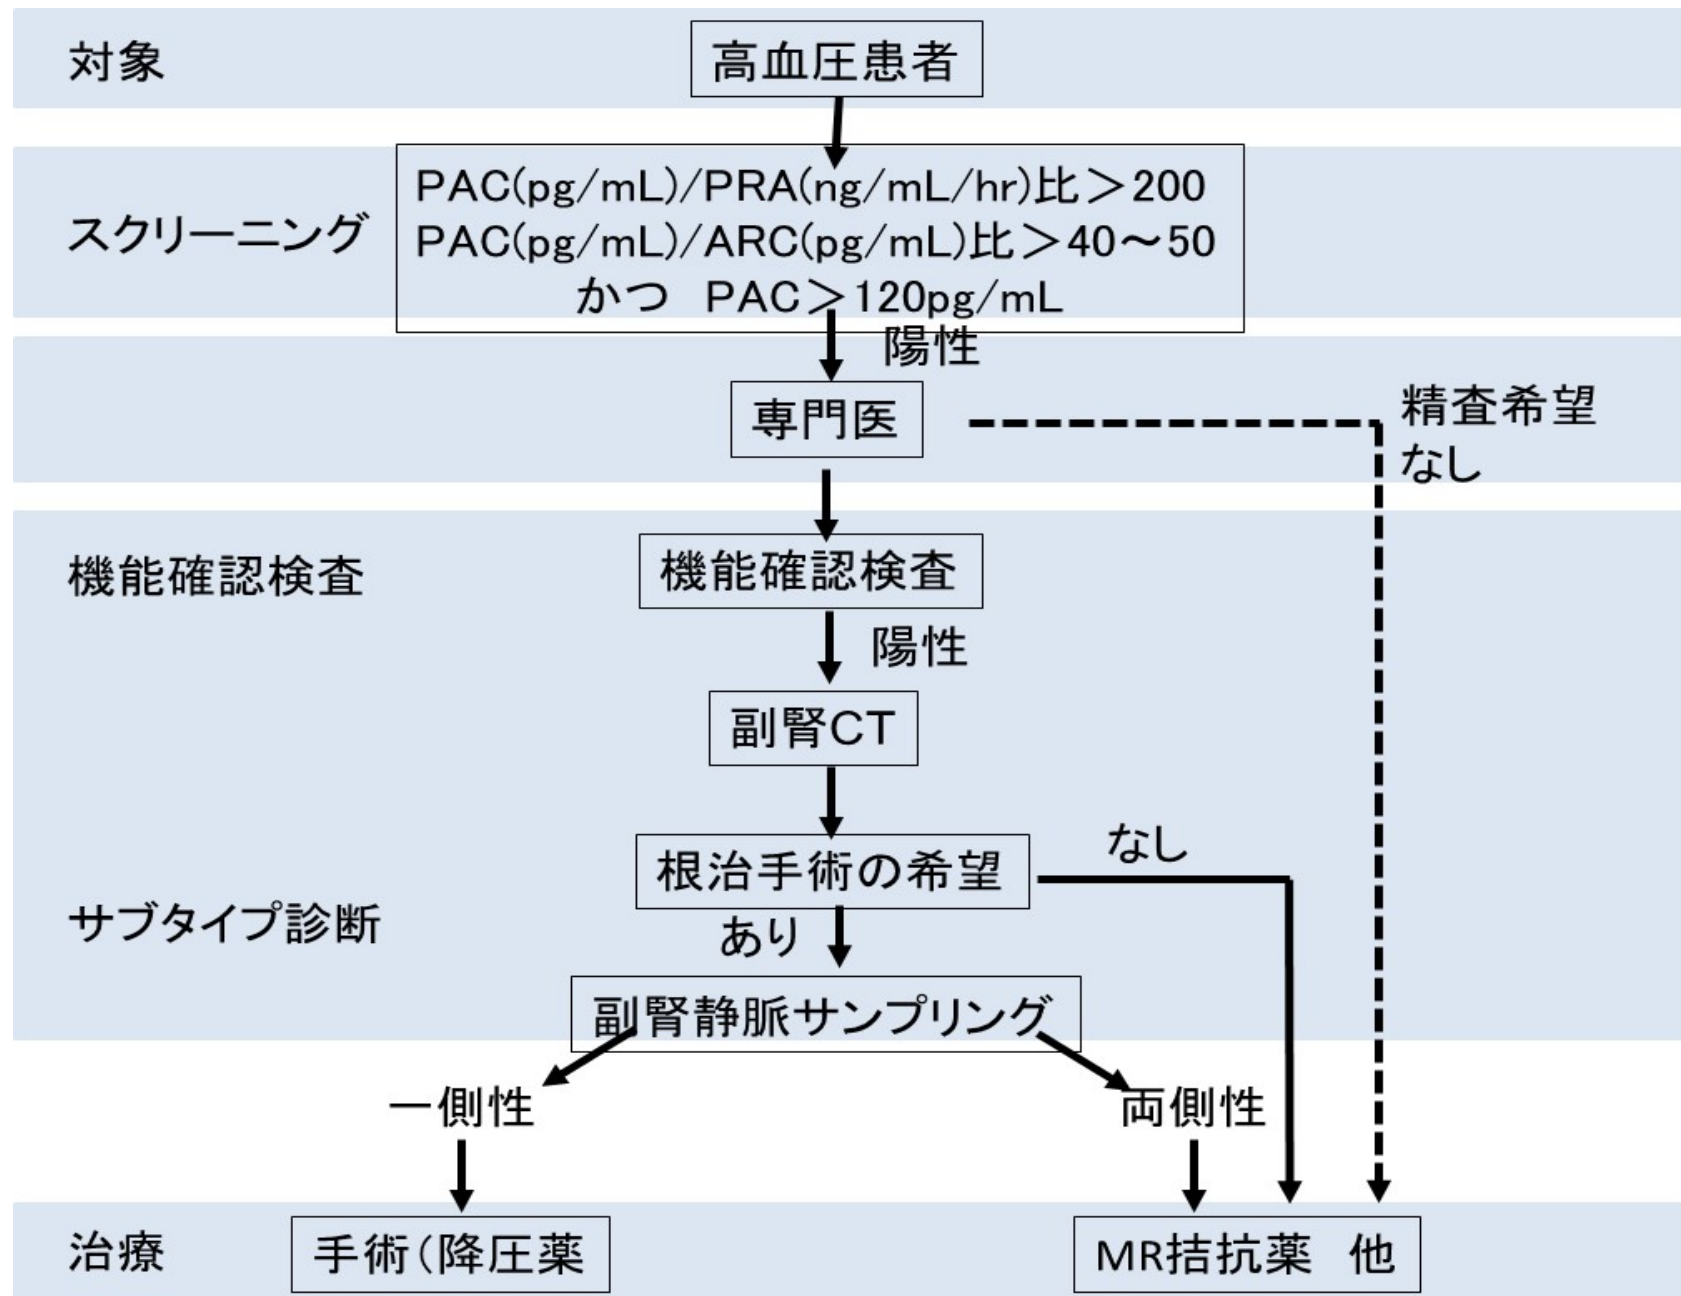 対象
高血圧患者
スクリーニング
PAC(pg/mL)/PRA(ng/mL/hr)比＞200
PAC(pg/mL)/ARC(pg/mL)比＞40～50
かつ　PAC＞120pg/mL
陽性
専門医
精査希望
なし
機能確認検査
機能確認検査
陽性
副腎CT
根治手術の希望
なし
サブタイプ診断
あり
副腎静脈サンプリング
一側性
両側性
治療
手術（降圧薬
MR拮抗薬　他